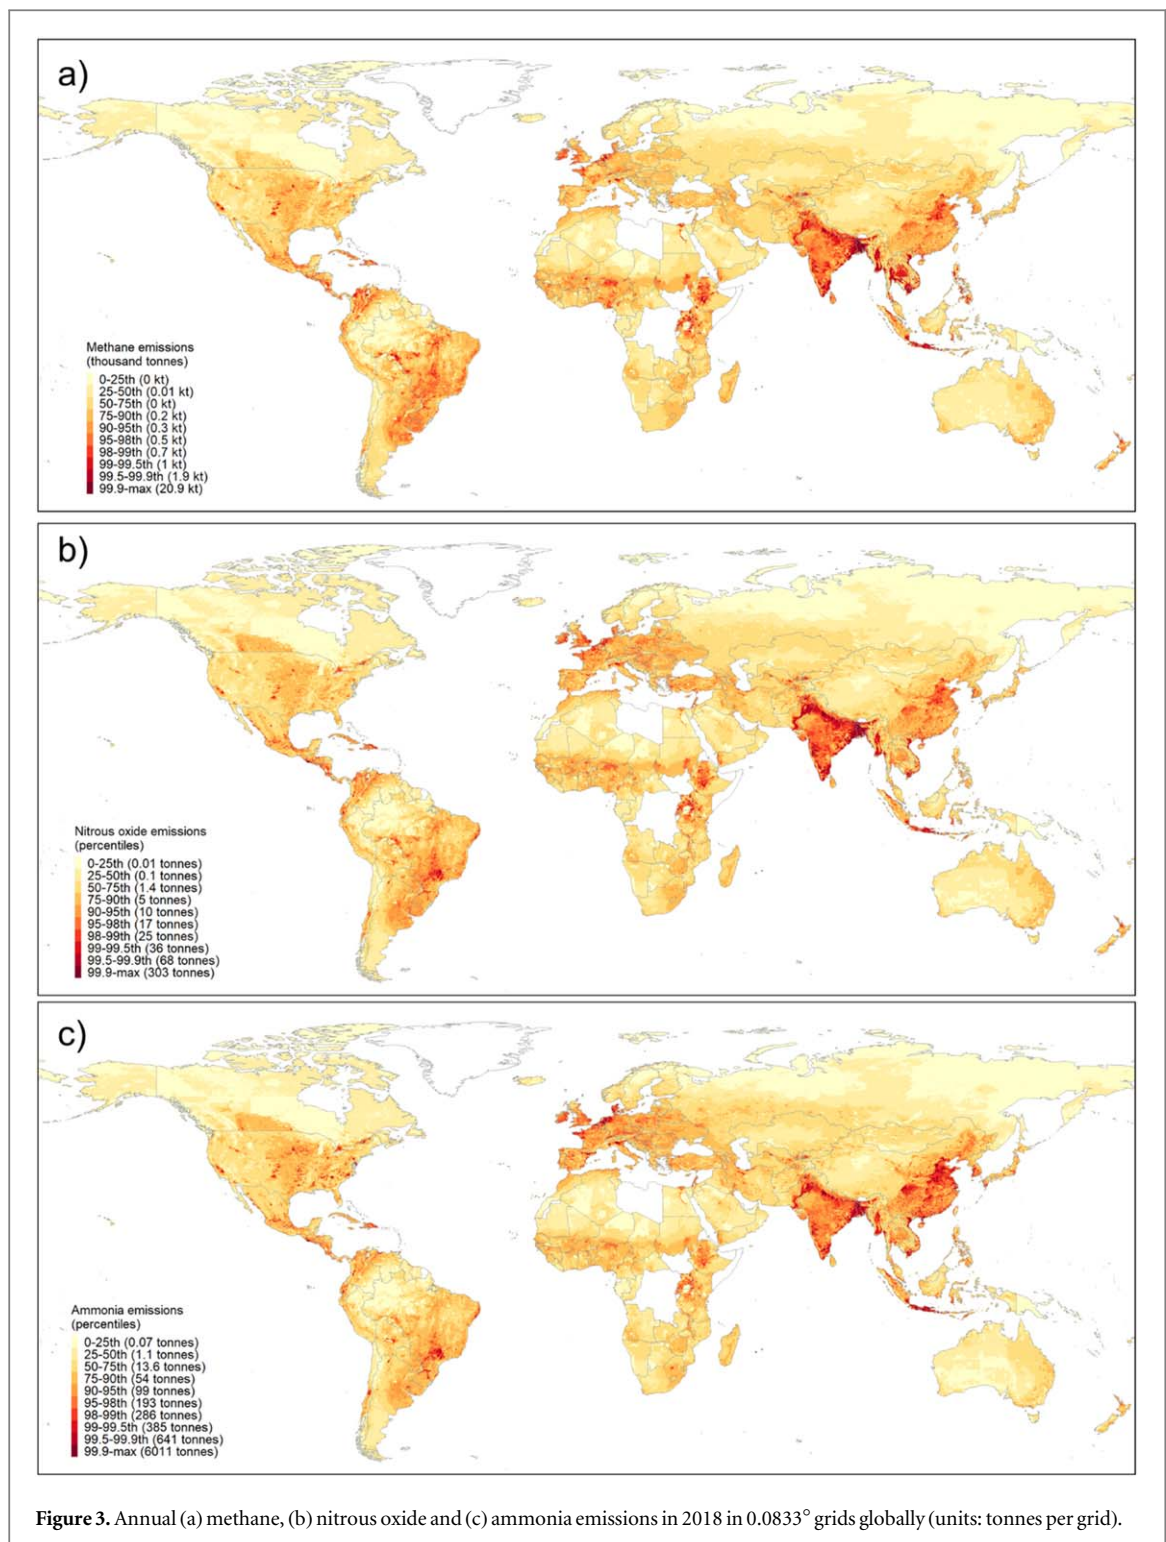 a)
Methane emissions
(thousand tonnes)
0-25th (0 kt)
25-50th (0.01 kt)
50-75th (0 kt)
75-90th (0.2 kt)
90-95th (0.3 kt)
95-98th (0.5 kt)
98-99th (0.7 kt)
99-99.5th (1 kt)
99.5-99.9th (1.9 kt)
99.9-max (20.9 kt)
b)
Nitrous oxide emissions
(percentiles)
0-25th (0.01 tonnes)
25-50th (0.1 tonnes)
50-75th (1.4 tonnes)
75-90th (5 tonnes)
90-95th (10 tonnes)
95-98th (17 tonnes)
98-99th (25 tonnes)
99-99.5th (36 tonnes)
99.5-99.9th (68 tonnes)
99.9-max (303 tonnes)
c)
Ammonia emissions
(percentiles)
0-25th (0.07 tonnes)
25-50th (1.1 tonnes)
50-75th (13.6 tonnes)
75-90th (54 tonnes)
90-95th (99 tonnes)
95-98th (193 tonnes)
98-99th (286 tonnes)
99-99.5th (385 tonnes)
99.5-99.9th (641 tonnes)
99.9-max (6011 tonnes)
Figure 3. Annual (a) methane, (b) nitrous oxide and (c) ammonia emissions in 2018 in 0.0833° grids globally (units: tonnes per grid).